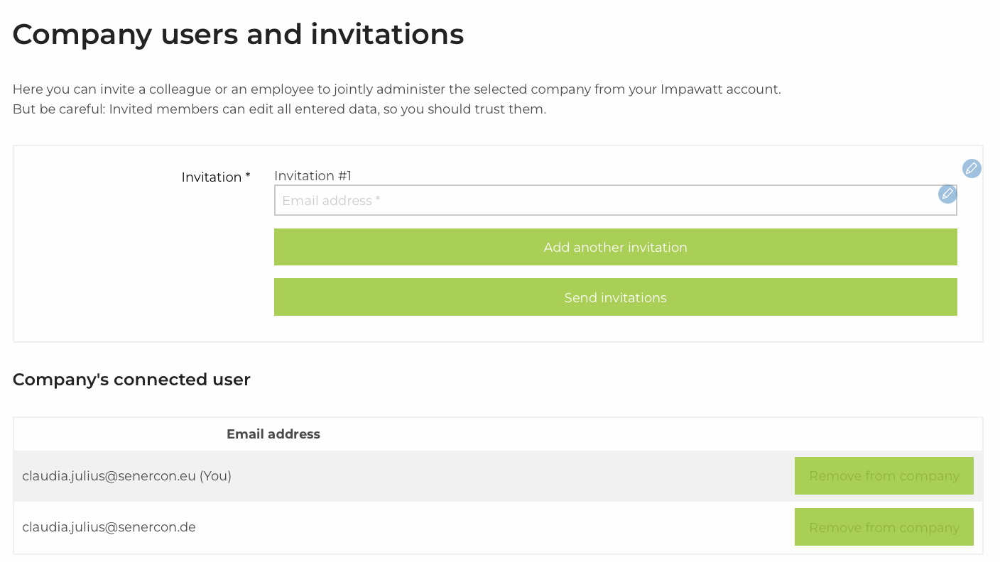 Company users and invitations
Here you can invite a colleague or an employee to jointly administer the selected company from your Impawatt account.
But be careful: Invited members can edit all entered data, so you should trust them.
Invitation *
Invitation #1
Email address *
Add another invitation
Send invitations
Company's connected user
Email address
claudia.julius@senercon.eu (You)
Remove from company
claudia.julius@senercon.de
Remove from company